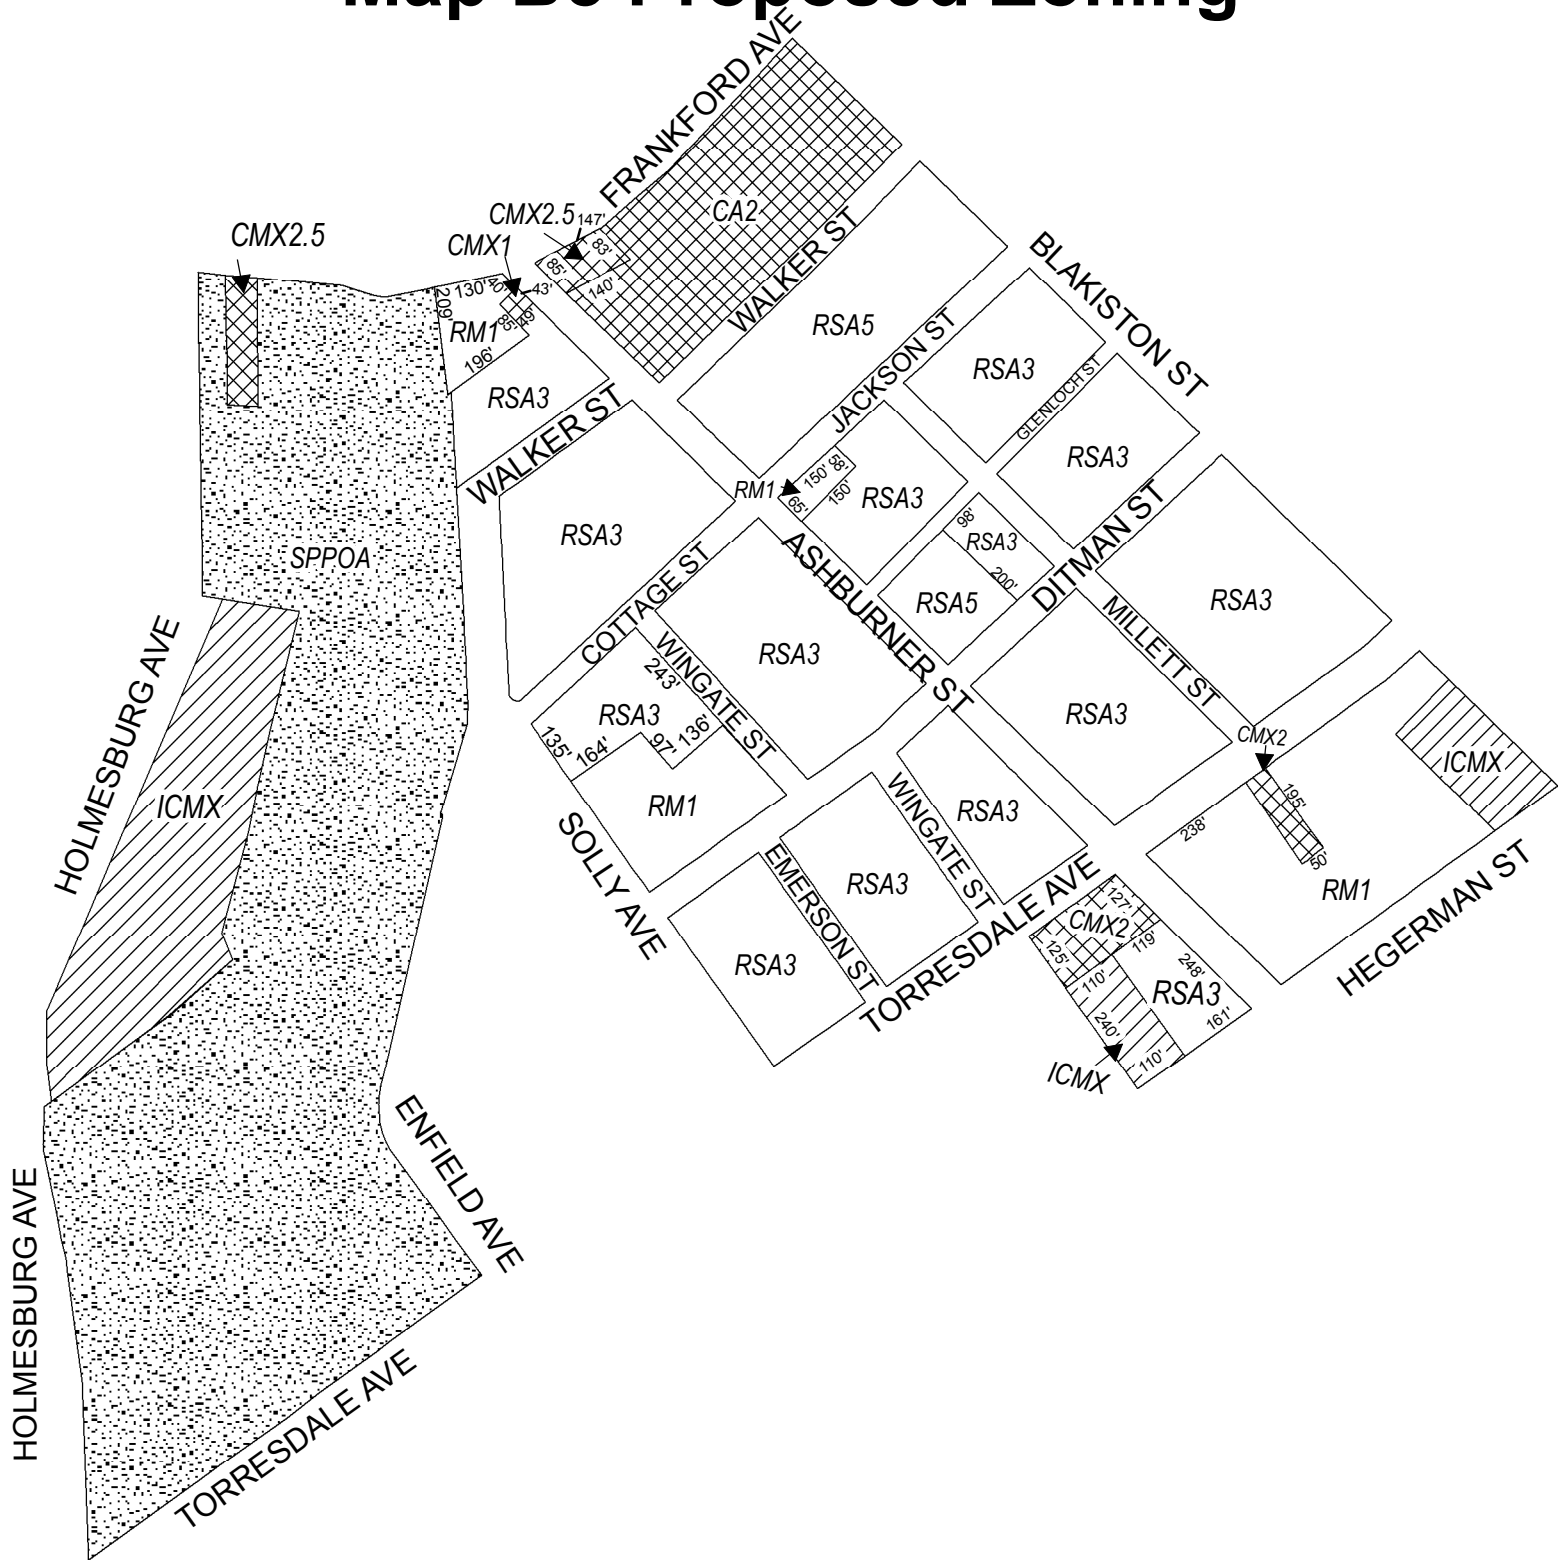 Map B5 Proposed Zoning
FRANKFORD AVE
CMX2.5
147'
CMX2.5
CMX1
83'
85'
140'
CA2
WALKER ST
BLAKISTON ST
130'
40'
43'
209'
RM1
85'
49'
196'
RSA5
JACKSON ST
RSA3
GLENLOCH ST
RSA3
WALKER ST
RM1
150'
58'
65'
150'
RSA3
RSA3
98'
RSA3
200'
RSA5
DITMAN ST
SPPOA
RSA3
COTTAGE ST
ASHBURNER ST
MILLETT ST
RSA3
HOLMESBURG AVE
WINGATE ST
243'
RSA3
RSA3
136'
97'
164'
135'
RSA3
CMX2
ICMX
195'
238'
50'
RM1
ICMX
RM1
SOLLY AVE
WINGATE ST
RSA3
EMERSON ST
RSA3
HEGERMAN ST
RSA3
TORRESDALE AVE
127'
CMX2
119'
125'
110'
248'
RSA3
161'
240'
110'
ICMX
ENFIELD AVE
HOLMESBURG AVE
TORRESDALE AVE